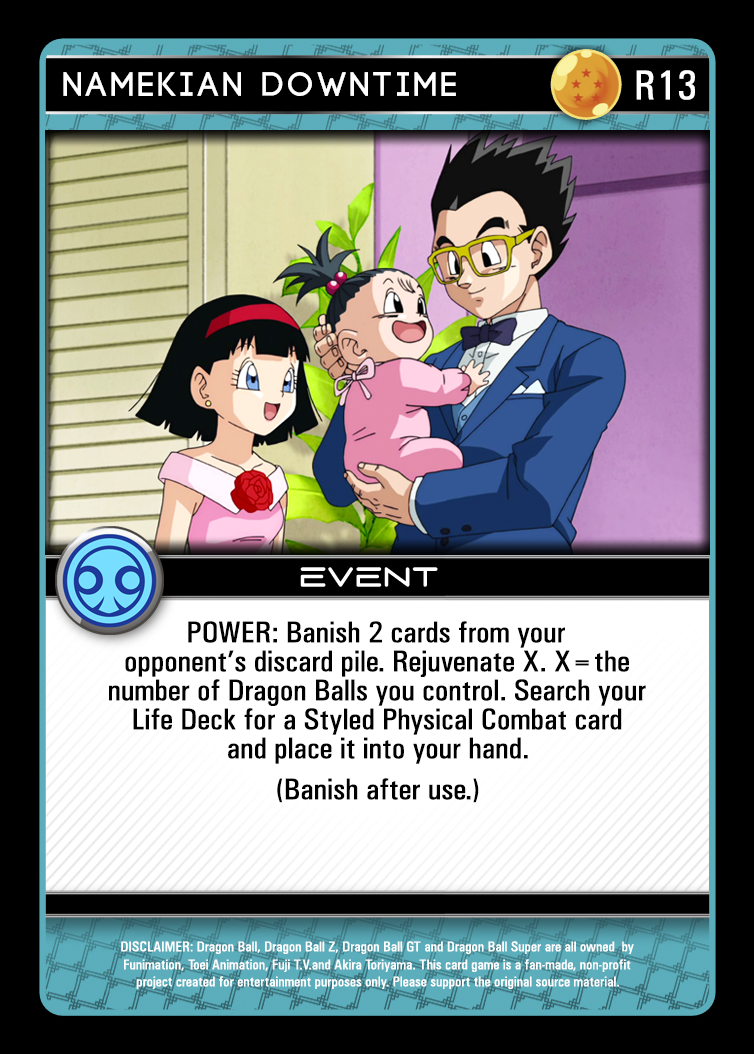 NAMEKIAN DOWNTIME R13
EVENT
POWER: Banish 2 cards from your
opponent's discard pile. Rejuvenate X. X = the
number of Dragon Balls you control. Search your
Life Deck for a Styled Physical Combat card
and place it into your hand.
(Banish after use.)
DISCLAIMER: Dragon Ball, Dragon Ball Z, Dragon Ball GT and Dragon Ball Super are all owned by
Funimation, Toei Animation, Fuji T.V.and Akira Toriyama. This card game is a fan-made, non-profit
project created for entertainment purposes only. Please support the original source material.